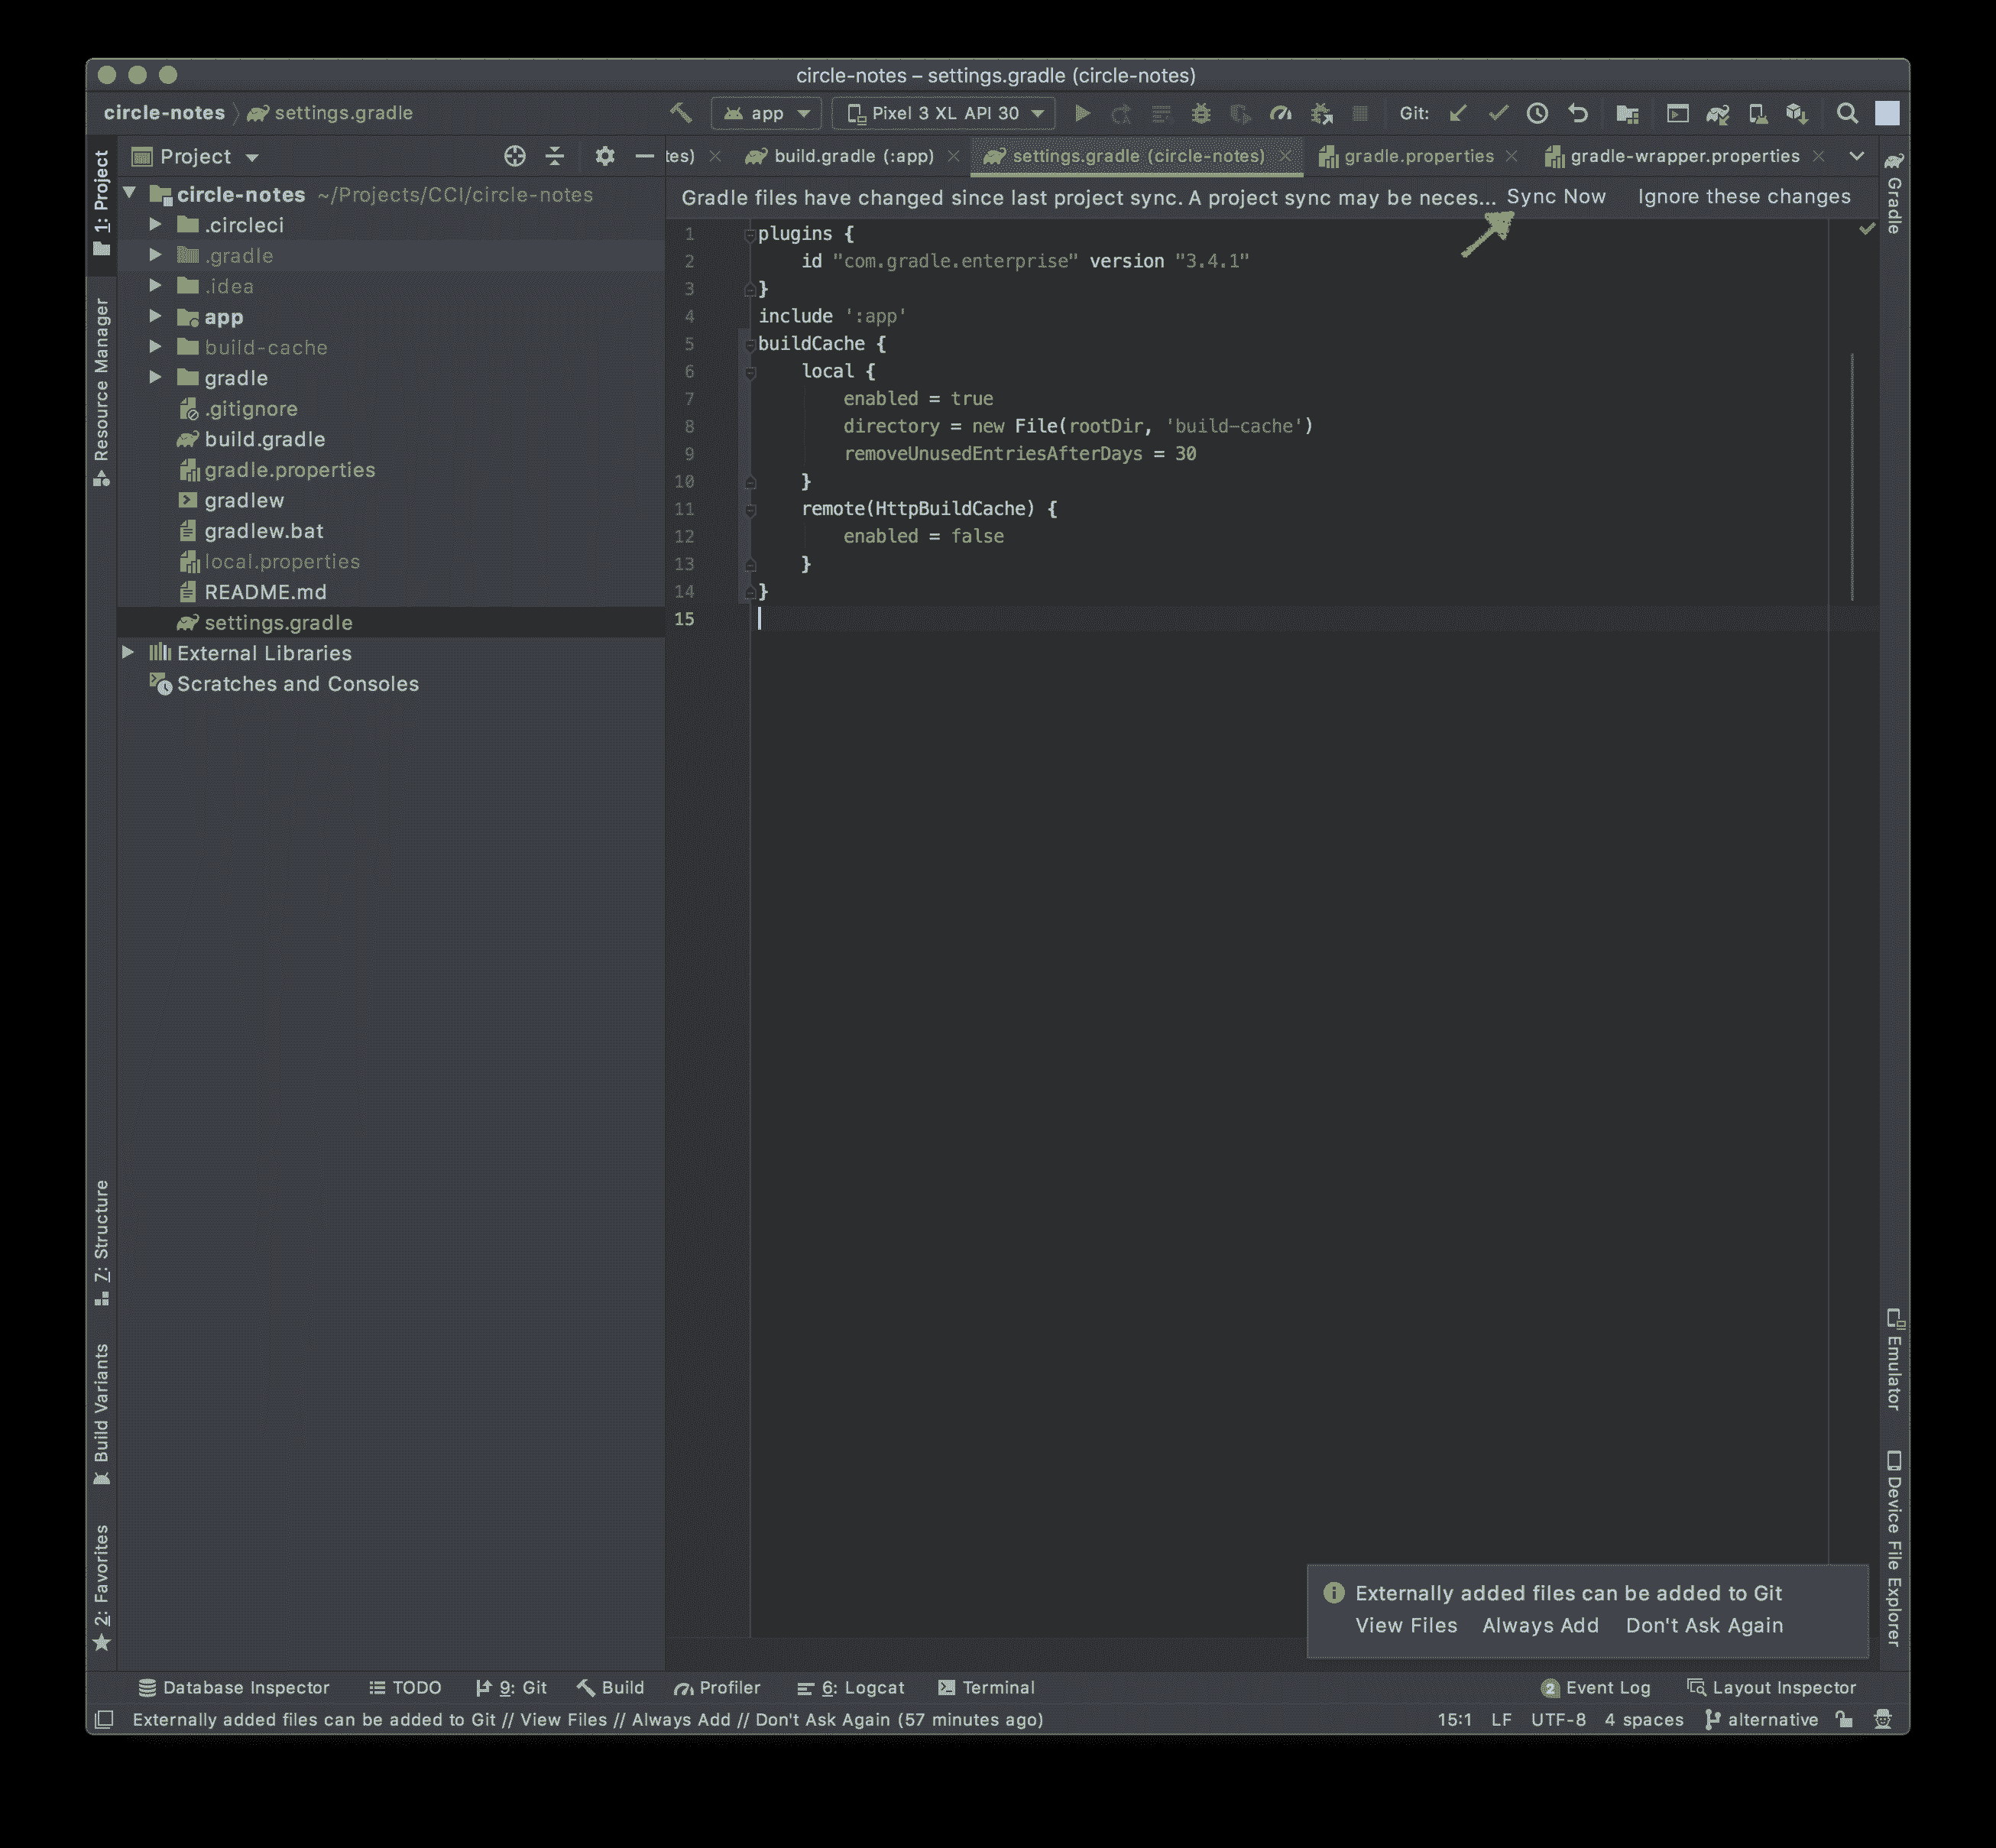 circle-notes – settings.gradle (circle-notes)
circle-notes settings.gradle app Pixel 3 XL API 30 Git:
1: Project
Resource Manager
Z: Structure
Build Variants
2: Favorites
Project
circle-notes ~/Projects/CCI/circle-notes
.circleci
.gradle
.idea
app
build-cache
gradle
.gitignore
build.gradle
gradle.properties
gradlew
gradlew.bat
local.properties
README.md
settings.gradle
External Libraries
Scratches and Consoles
tes) build.gradle (:app) settings.gradle (circle-notes) gradle.properties gradle-wrapper.properties
Gradle files have changed since last project sync. A project sync may be neces... Sync Now Ignore these changes
1 plugins {
2 id "com.gradle.enterprise" version "3.4.1"
3 }
4 include ':app'
5 buildCache {
6 local {
7 enabled = true
8 directory = new File(rootDir, 'build-cache')
9 removeUnusedEntriesAfterDays = 30
10 }
11 remote(HttpBuildCache) {
12 enabled = false
13 }
14 }
15
Gradle
Emulator
Device File Explorer
Externally added files can be added to Git
View Files Always Add Don't Ask Again
Database Inspector TODO 9: Git Build Profiler 6: Logcat Terminal 2 Event Log Layout Inspector
Externally added files can be added to Git // View Files // Always Add // Don't Ask Again (57 minutes ago) 15:1 LF UTF-8 4 spaces alternative